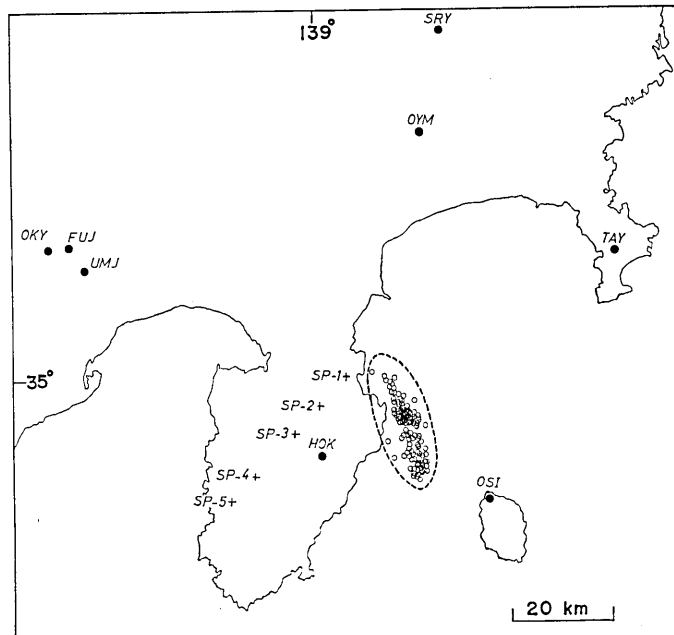 139°
SRY
OYM
OKY
FUJ
UMJ
TAY
35°
SP-1+
SP-2+
SP-3+
HOK
SP-4+
SP-5+
OSI
20 km